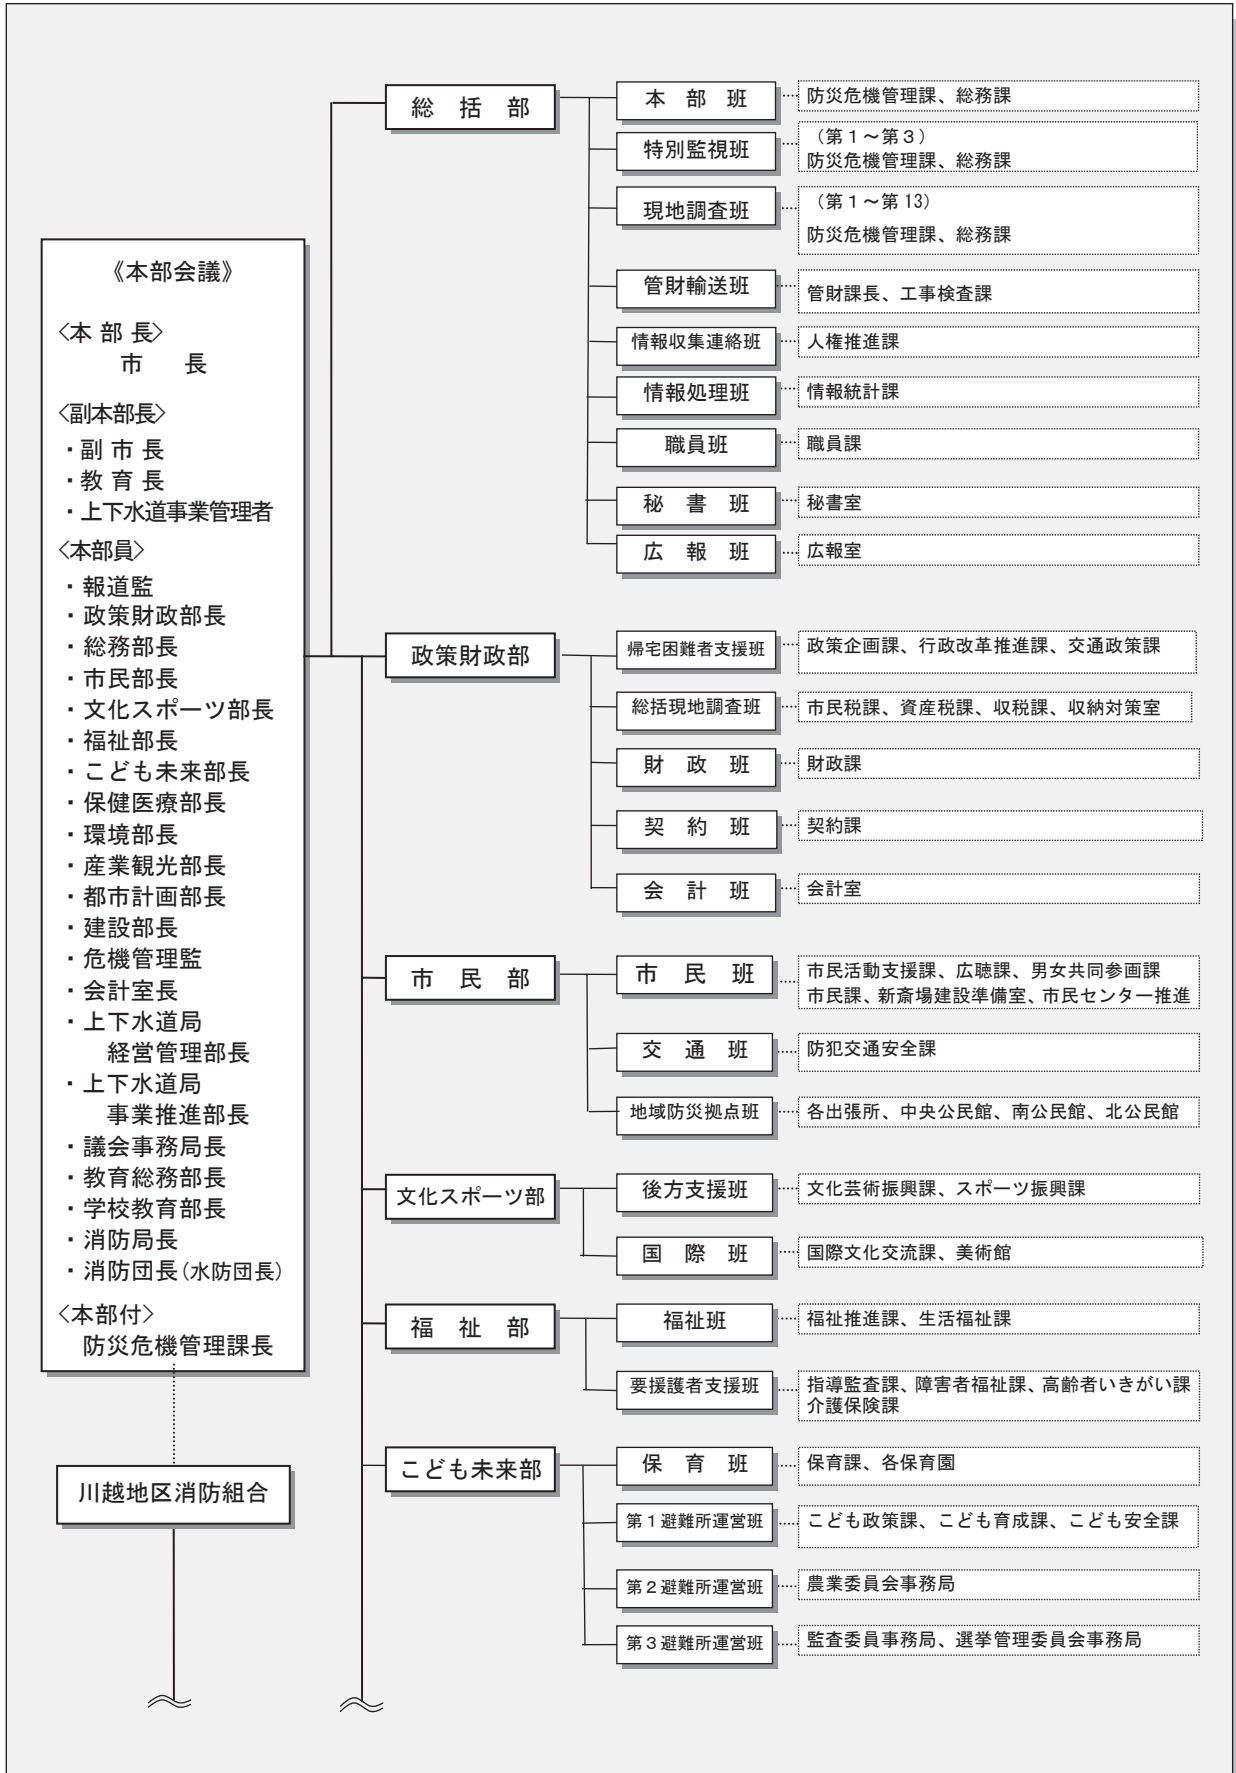 《本部会議》
〈本 部 長〉
市　長
〈副本部長〉
・副 市 長
・教 育 長
・上下水道事業管理者
〈本部員〉
・報道監
・政策財政部長
・総務部長
・市民部長
・文化スポーツ部長
・福祉部長
・こども未来部長
・保健医療部長
・環境部長
・産業観光部長
・都市計画部長
・建設部長
・危機管理監
・会計室長
・上下水道局
経営管理部長
・上下水道局
事業推進部長
・議会事務局長
・教育総務部長
・学校教育部長
・消防局長
・消防団長(水防団長)
〈本部付〉
防災危機管理課長
川越地区消防組合
総 括 部
本 部 班
防災危機管理課、総務課
特別監視班
（第１～第３）
防災危機管理課、総務課
現地調査班
（第１～第 13）
防災危機管理課、総務課
管財輸送班
管財課長、工事検査課
情報収集連絡班
人権推進課
情報処理班
情報統計課
職員班
職員課
秘 書 班
秘書室
広 報 班
広報室
政策財政部
帰宅困難者支援班
政策企画課、行政改革推進課、交通政策課
総括現地調査班
市民税課、資産税課、収税課、収納対策室
財 政 班
財政課
契 約 班
契約課
会 計 班
会計室
市 民 部
市 民 班
市民活動支援課、広聴課、男女共同参画課
市民課、新斎場建設準備室、市民センター推進
交 通 班
防犯交通安全課
地域防災拠点班
各出張所、中央公民館、南公民館、北公民館
文化スポーツ部
後方支援班
文化芸術振興課、スポーツ振興課
国 際 班
国際文化交流課、美術館
福 祉 部
福祉班
福祉推進課、生活福祉課
要援護者支援班
指導監査課、障害者福祉課、高齢者いきがい課
介護保険課
こども未来部
保 育 班
保育課、各保育園
第１避難所運営班
こども政策課、こども育成課、こども安全課
第２避難所運営班
農業委員会事務局
第３避難所運営班
監査委員事務局、選挙管理委員会事務局